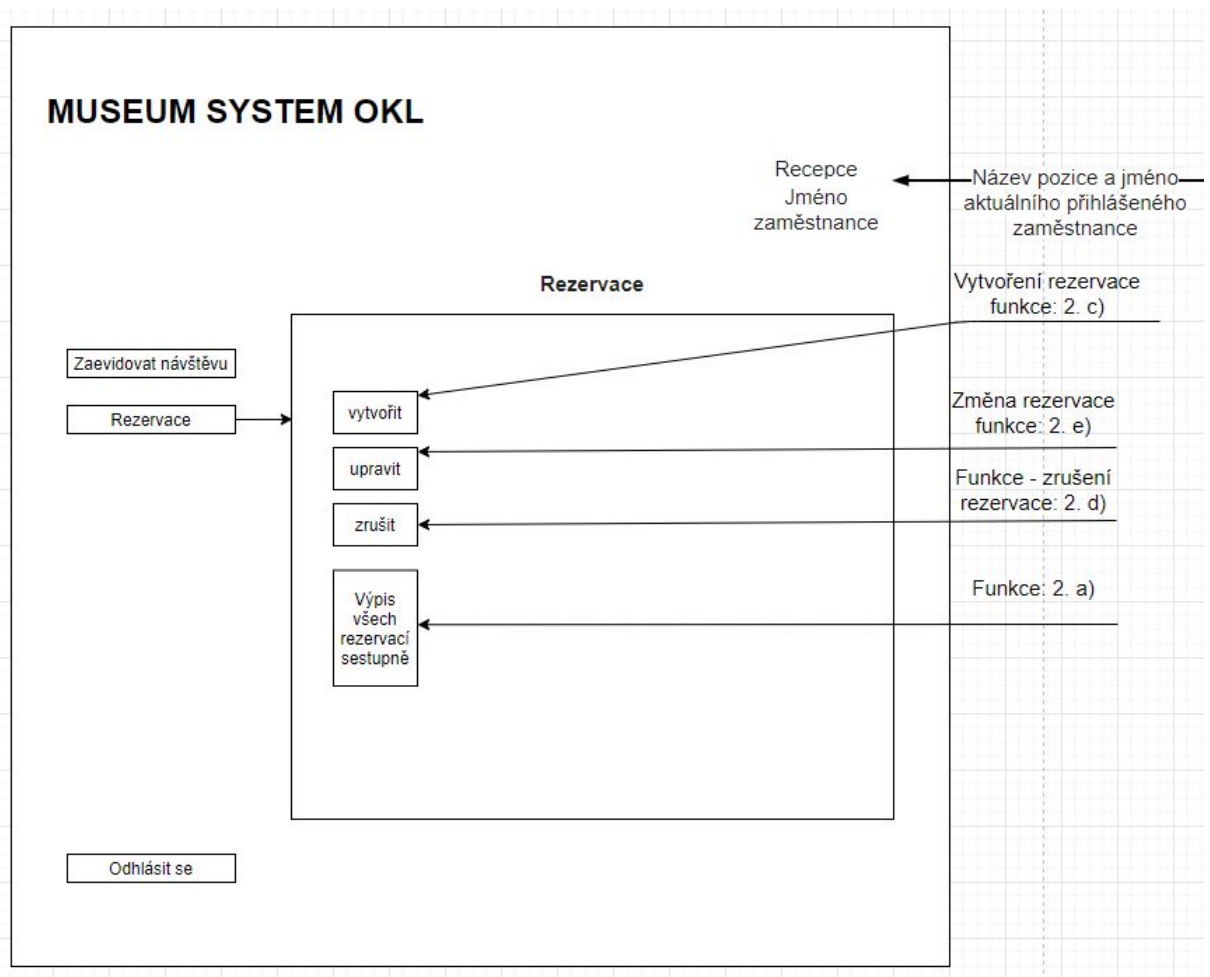 MUSEUM SYSTEM OKL
Recepce
Jméno
zaměstnance
Název pozice a jméno
aktuálního přihlášeného
zaměstnance
Rezervace
Vytvoření rezervace
funkce: 2. c)
Zaevidovat návštěvu
Rezervace
vytvořit
upravit
zrušit
Výpis
všech
rezervací
sestupně
Změna rezervace
funkce: 2. e)
Funkce - zrušení
rezervace: 2. d)
Funkce: 2. a)
Odhlásit se